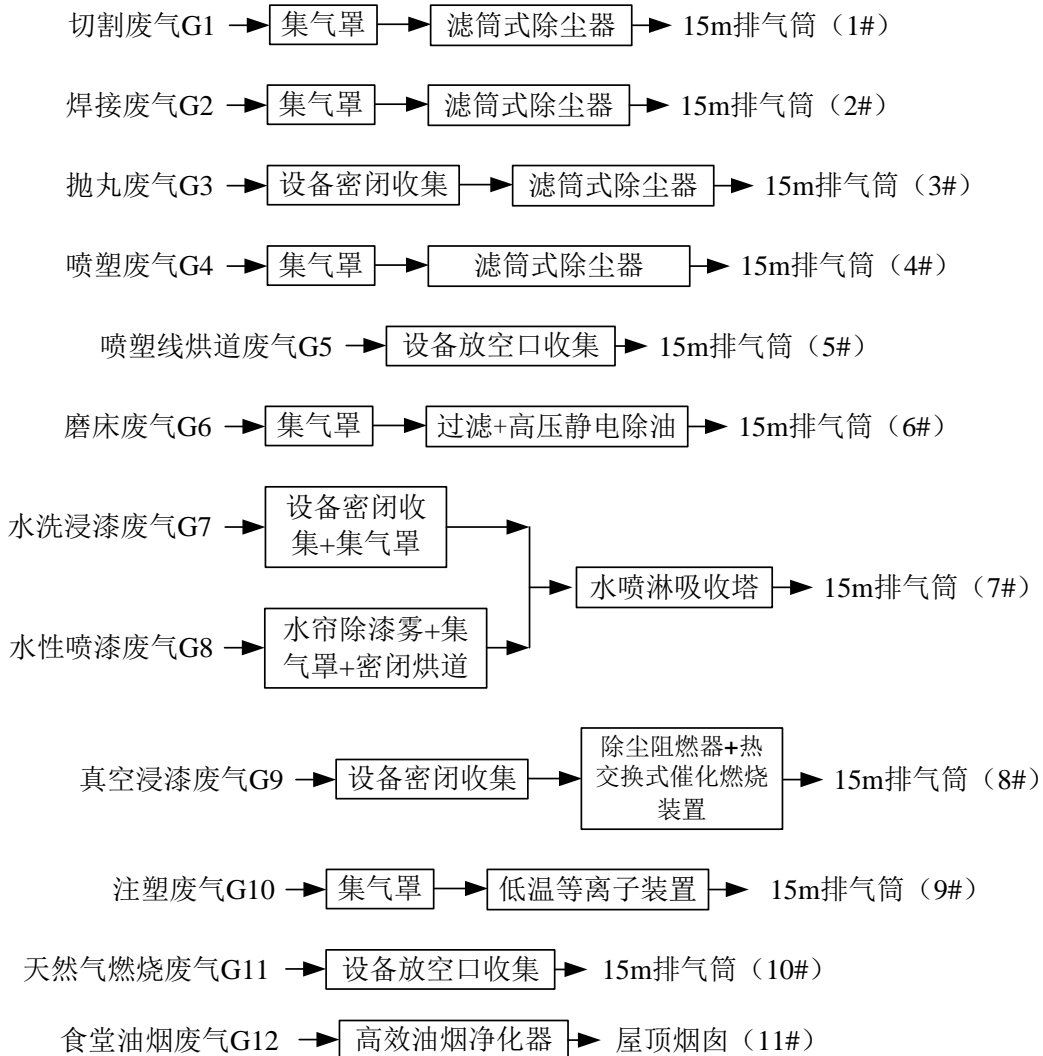 切割废气G1 集气罩 滤筒式除尘器 15m排气筒（1#）
焊接废气G2 集气罩 滤筒式除尘器 15m排气筒（2#）
抛丸废气G3 设备密闭收集 滤筒式除尘器 15m排气筒（3#）
喷塑废气G4 集气罩 滤筒式除尘器 15m排气筒（4#）
喷塑线烘道废气G5 设备放空口收集 15m排气筒（5#）
磨床废气G6 集气罩 过滤+高压静电除油 15m排气筒（6#）
水洗浸漆废气G7
设备密闭收
集+集气罩
水性喷漆废气G8
水帘除漆雾+集
气罩+密闭烘道
水喷淋吸收塔 15m排气筒（7#）
真空浸漆废气G9 设备密闭收集
除尘阻燃器+热
交换式催化燃烧
装置
15m排气筒（8#）
注塑废气G10 集气罩 低温等离子装置 15m排气筒（9#）
天然气燃烧废气G11 设备放空口收集 15m排气筒（10#）
食堂油烟废气G12 高效油烟净化器 屋顶烟囱（11#）